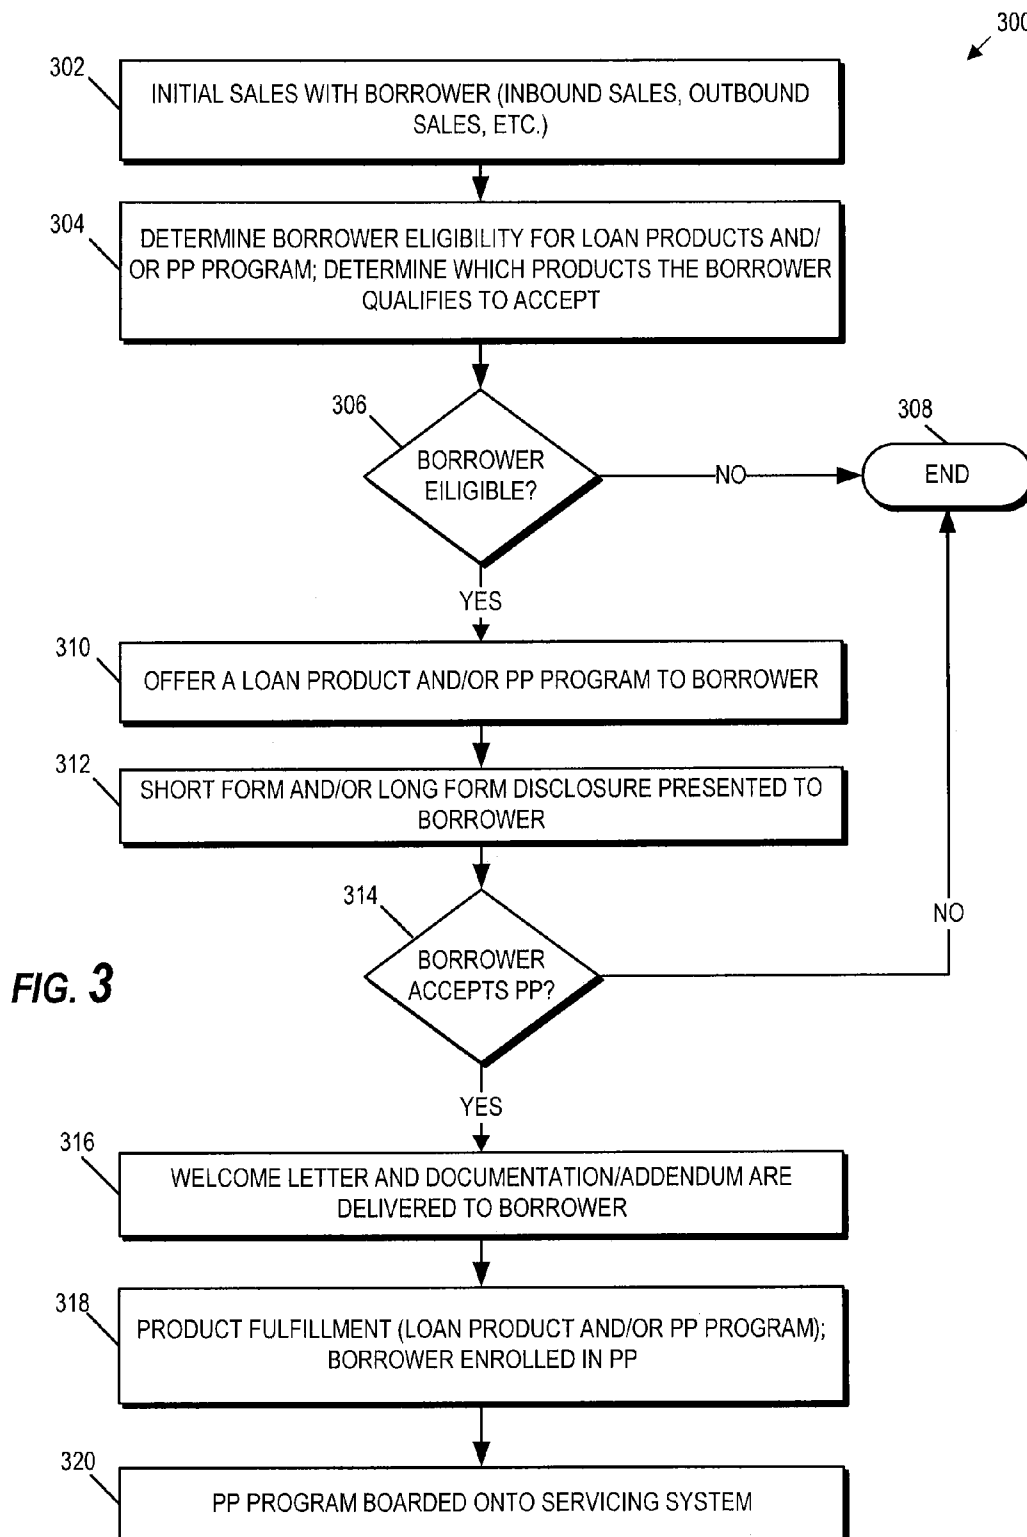 300
302
INITIAL SALES WITH BORROWER (INBOUND SALES, OUTBOUND
SALES, ETC.)
304
DETERMINE BORROWER ELIGIBILITY FOR LOAN PRODUCTS AND/
OR PP PROGRAM; DETERMINE WHICH PRODUCTS THE BORROWER
QUALIFIES TO ACCEPT
306
BORROWER
EILIGIBLE?
NO
308
END
YES
310
OFFER A LOAN PRODUCT AND/OR PP PROGRAM TO BORROWER
312
SHORT FORM AND/OR LONG FORM DISCLOSURE PRESENTED TO
BORROWER
314
BORROWER
ACCEPTS PP?
NO
FIG. 3
YES
316
WELCOME LETTER AND DOCUMENTATION/ADDENDUM ARE
DELIVERED TO BORROWER
318
PRODUCT FULFILLMENT (LOAN PRODUCT AND/OR PP PROGRAM);
BORROWER ENROLLED IN PP
320
PP PROGRAM BOARDED ONTO SERVICING SYSTEM